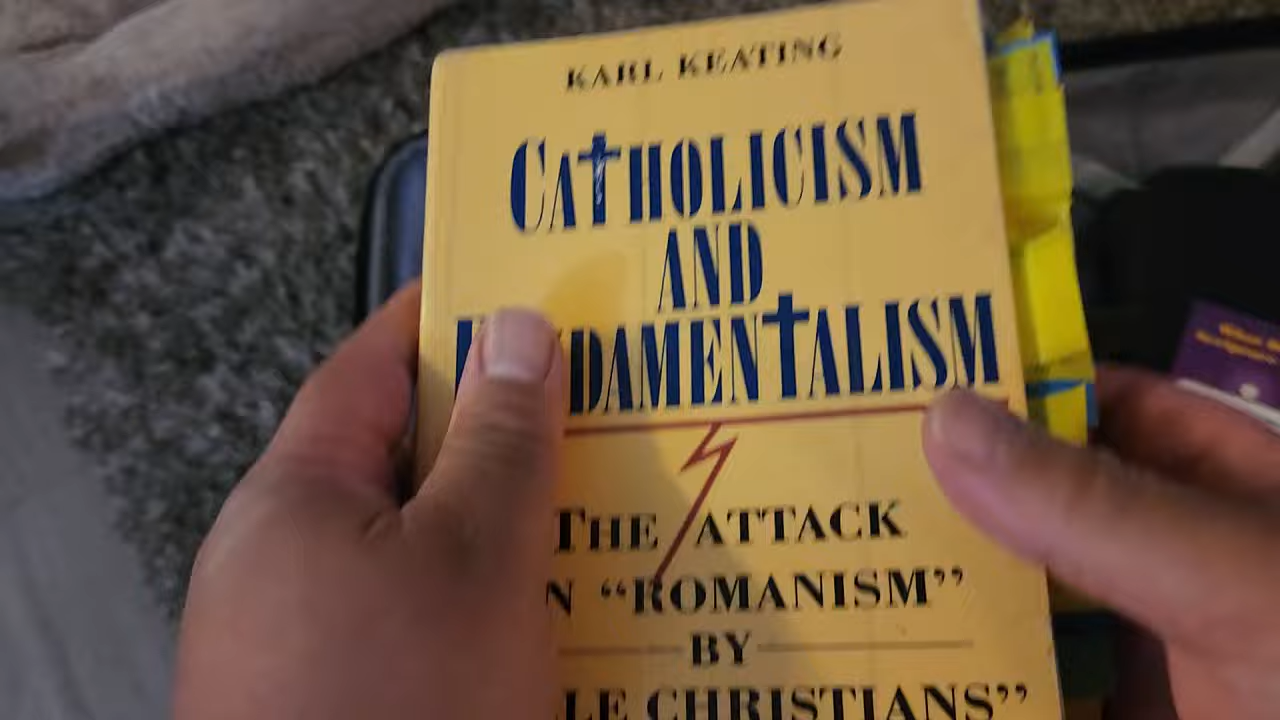 KARL KEATING
CATHOLICISM
AND
DAMENTALISM
THE ATTACK
N “ROMANISM”
BY
LE CHRISTIANS”